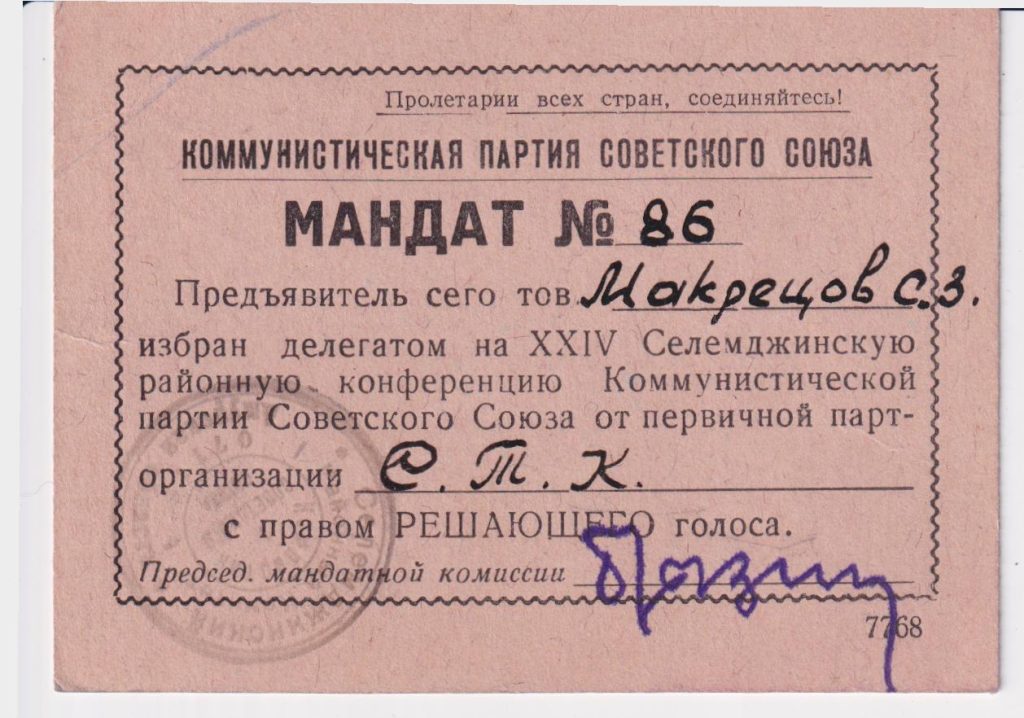 Пролетарии всех стран, соединяйтесь!
КОММУНИСТИЧЕСКАЯ ПАРТИЯ СОВЕТСКОГО СОЮЗА
МАНДАТ № 86
Предъявитель сего тов. Макрецов С.З.
избран делегатом на XXIV Селемджинскую
районную конференцию Коммунистической
партии Советского Союза от первичной парт-
организации С. Т. К.
с правом РЕШАЮЩЕГО голоса.
Председ. мандатной комиссии
7768